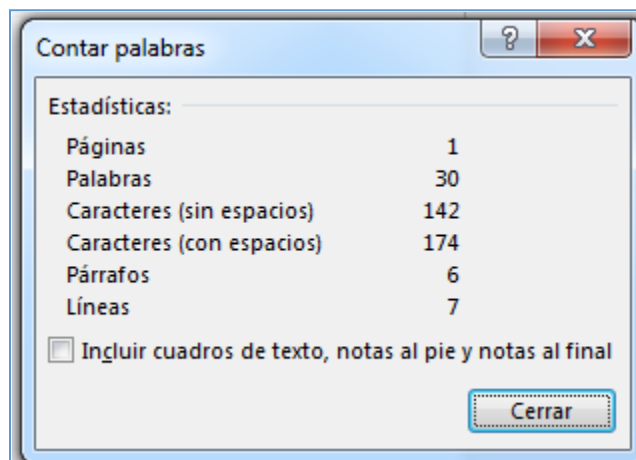 Contar palabras
Estadísticas:
Páginas 1
Palabras 30
Caracteres (sin espacios) 142
Caracteres (con espacios) 174
Párrafos 6
Líneas 7
Incluir cuadros de texto, notas al pie y notas al final
Cerrar